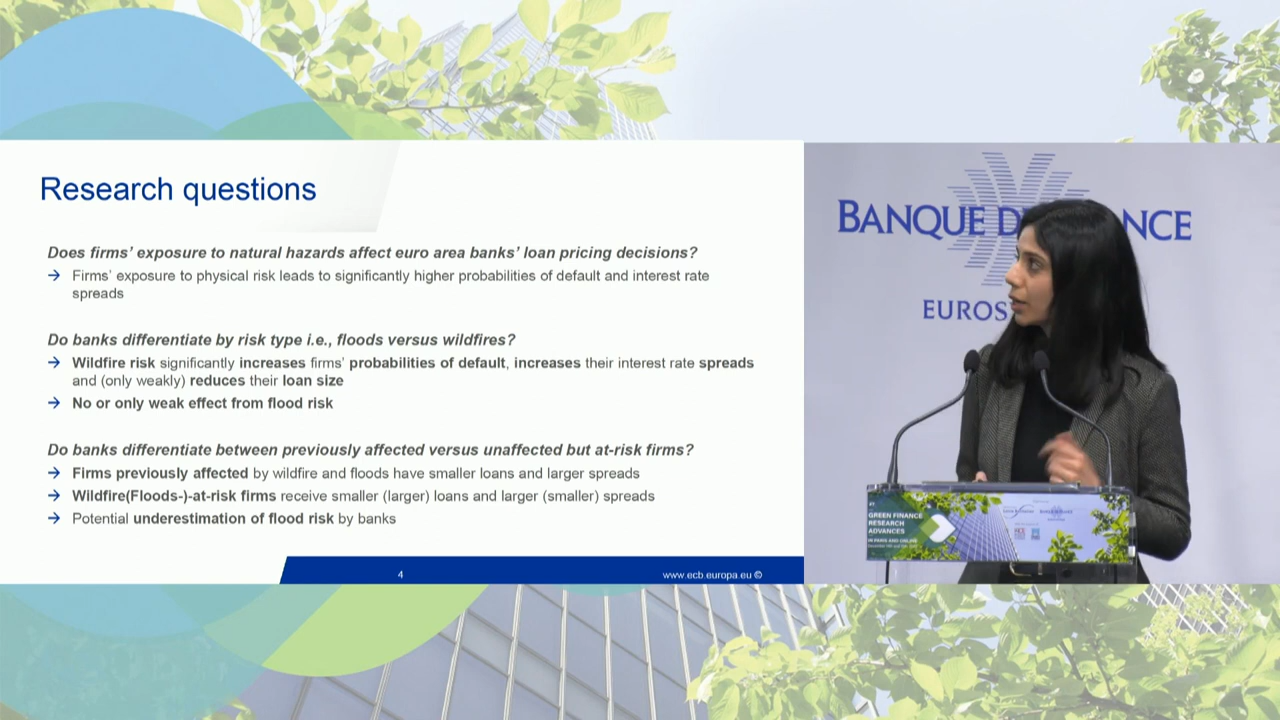 Research questions
Does firms’ exposure to natural hazards affect euro area banks’ loan pricing decisions?
→ Firms’ exposure to physical risk leads to significantly higher probabilities of default and interest rate
spreads
Do banks differentiate by risk type i.e., floods versus wildfires?
→ Wildfire risk significantly increases firms’ probabilities of default, increases their interest rate spreads
and (only weakly) reduces their loan size
→ No or only weak effect from flood risk
Do banks differentiate between previously affected versus unaffected but at-risk firms?
→ Firms previously affected by wildfire and floods have smaller loans and larger spreads
→ Wildfire(Floods-)-at-risk firms receive smaller (larger) loans and larger (smaller) spreads
→ Potential underestimation of flood risk by banks
4
www.ecb.europa.eu ©
BANQUE D NCE
EUROS
GREEN FINANCE
RESEARCH
ADVANCES
IN PARIS AND ONLINE